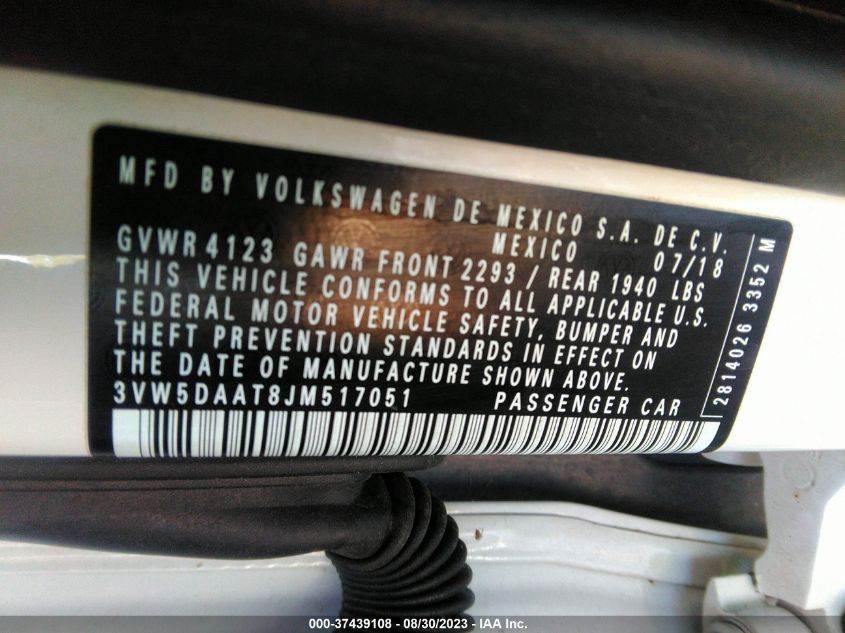 MFD BY VOLKSWAGEN DE MEXICO S.A. DE C.V.
MEXICO 07/18
GVWR 4123 GAWR FRONT 2293 / REAR 1940 LBS
THIS VEHICLE CONFORMS TO ALL APPLICABLE U.S.
FEDERAL MOTOR VEHICLE SAFETY, BUMPER AND
THEFT PREVENTION STANDARDS IN EFFECT ON
THE DATE OF MANUFACTURE SHOWN ABOVE.
3VW5DAAT8JM517051 PASSENGER CAR
2814026 3352 M
000-37439108 - 08/30/2023 - IAA Inc.